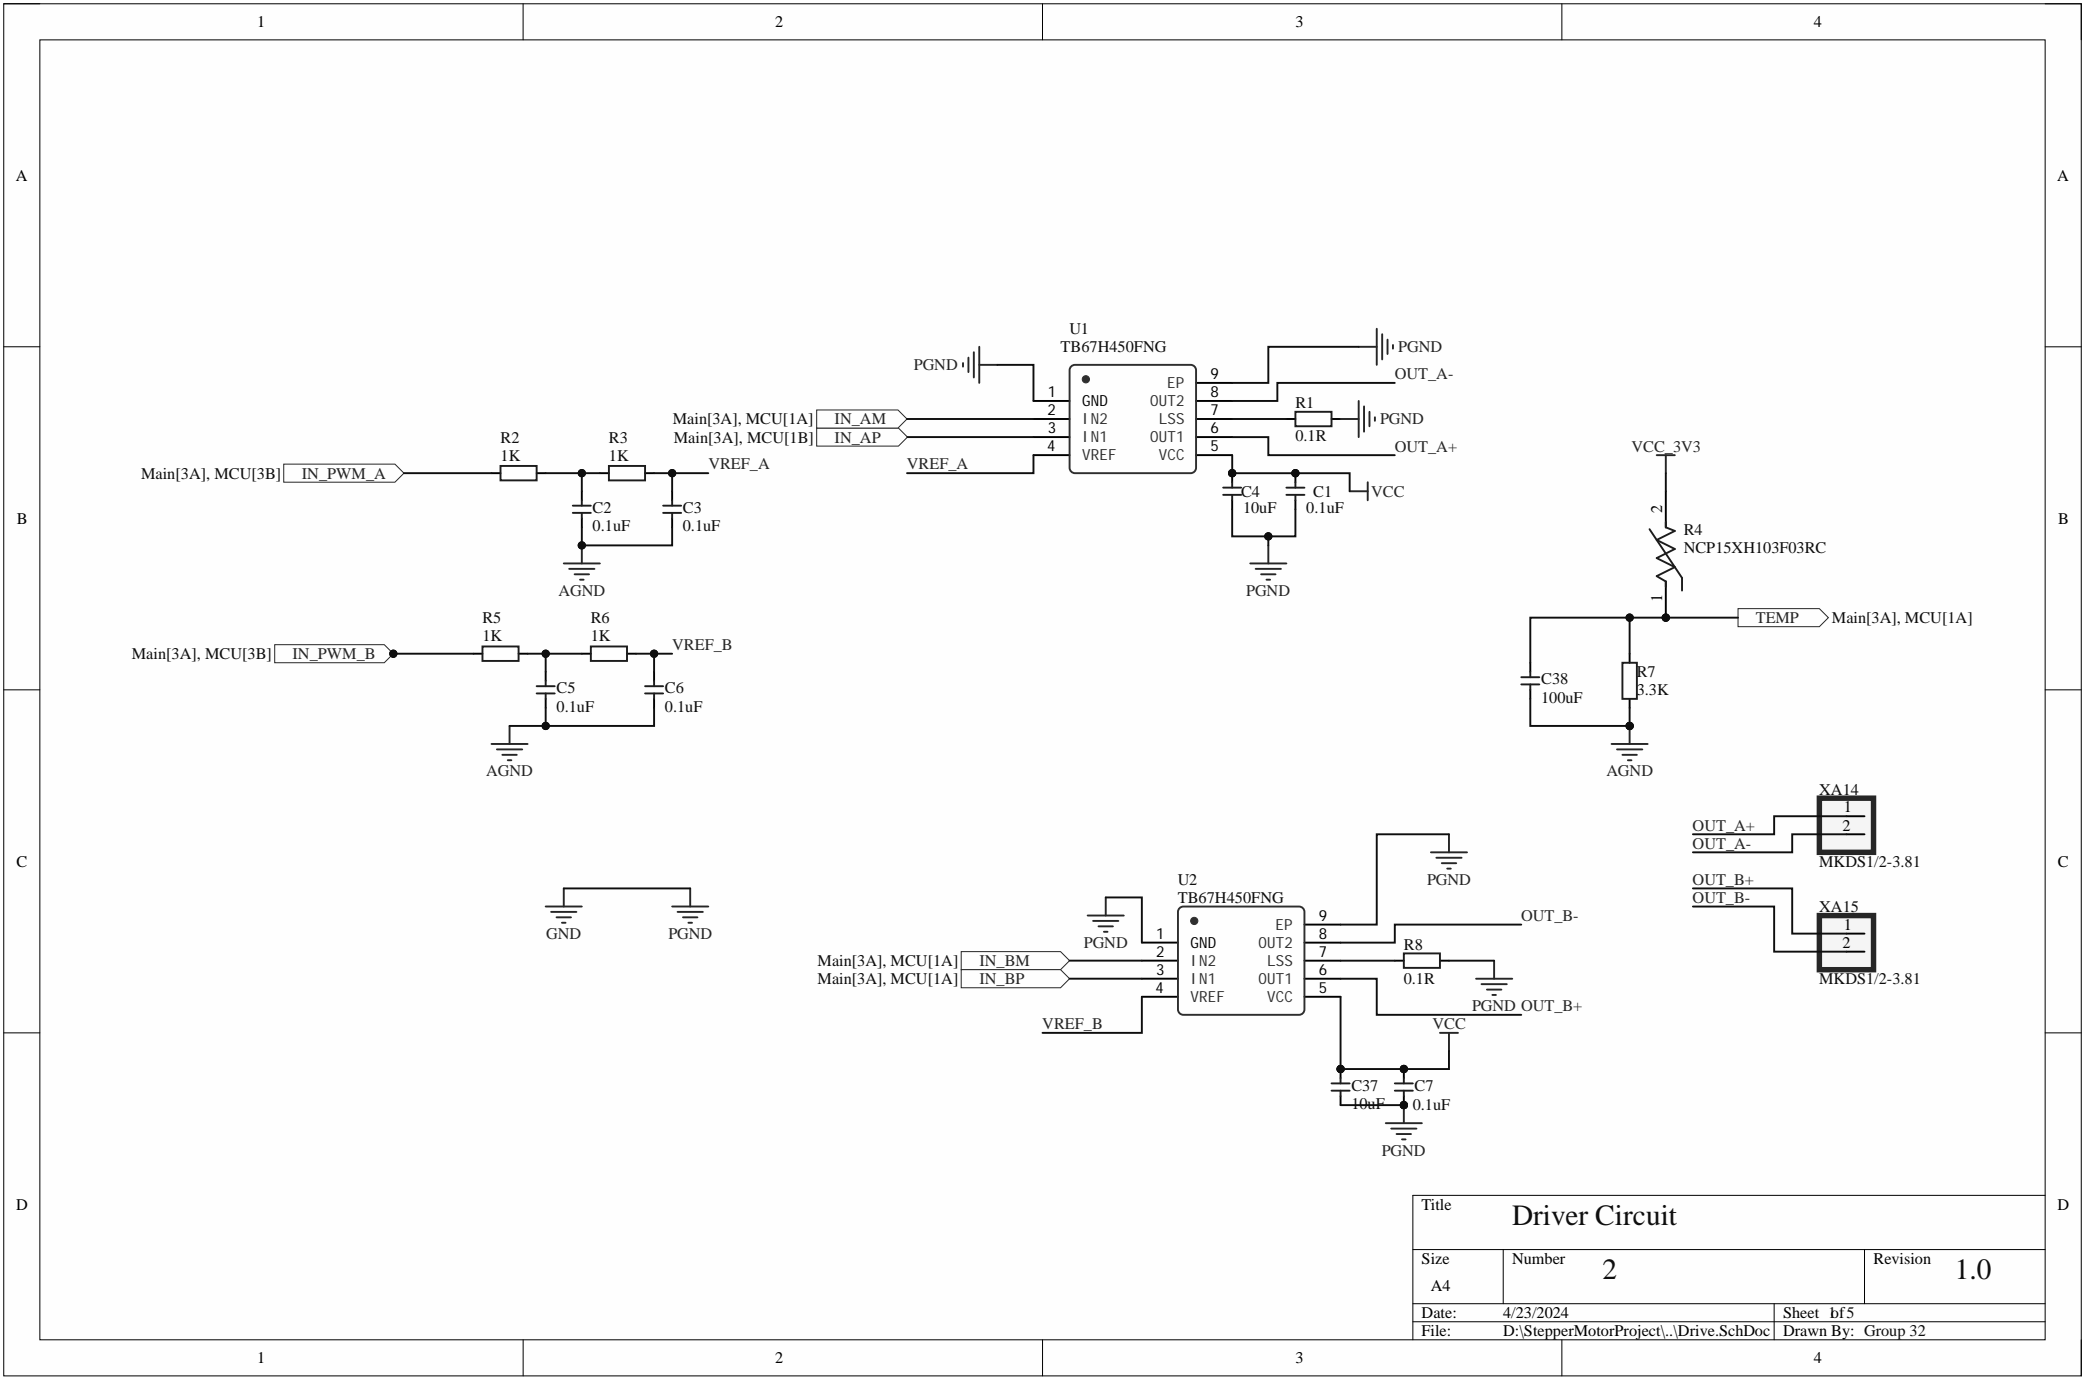 1 2 3 4
A A
U1
TB67H450FNG
PGND
PGND
EP 9
OUT_A-
1 GND
OUT2 8
Main[3A], MCU[1A] IN_AM 2 IN2
LSS 7
R1
0.1R
PGND
Main[3A], MCU[1B] IN_AP 3 IN1
OUT1 6
OUT_A+
VREF_A 4 VREF
VCC 5
C4
10uF
C1
0.1uF
VCC
PGND
Main[3A], MCU[3B] IN_PWM_A
R2
1K
R3
1K
VREF_A
C2
0.1uF
C3
0.1uF
AGND
B B
VCC_3V3
2
R4
NCP15XH103F03RC
1
TEMP Main[3A], MCU[1A]
C38
100uF
R7
3.3K
AGND
Main[3A], MCU[3B] IN_PWM_B
R5
1K
R6
1K
VREF_B
C5
0.1uF
C6
0.1uF
AGND
XA14
1
2
OUT_A+
OUT_A-
MKDS1/2-3.81
C C
OUT_B+
OUT_B-
XA15
1
2
MKDS1/2-3.81
GND PGND
U2
TB67H450FNG
PGND
PGND
EP 9
OUT_B-
1 GND
OUT2 8
Main[3A], MCU[1A] IN_BM 2 IN2
LSS 7
R8
0.1R
PGND
Main[3A], MCU[1A] IN_BP 3 IN1
OUT1 6
OUT_B+
VREF_B 4 VREF
VCC 5
VCC
C37
10uF
C7
0.1uF
PGND
D D
Title Driver Circuit
Size A4
Number 2
Revision 1.0
Date: 4/23/2024
Sheet of 5
File: D:\StepperMotorProject\..\Drive.SchDoc
Drawn By: Group 32
1 2 3 4